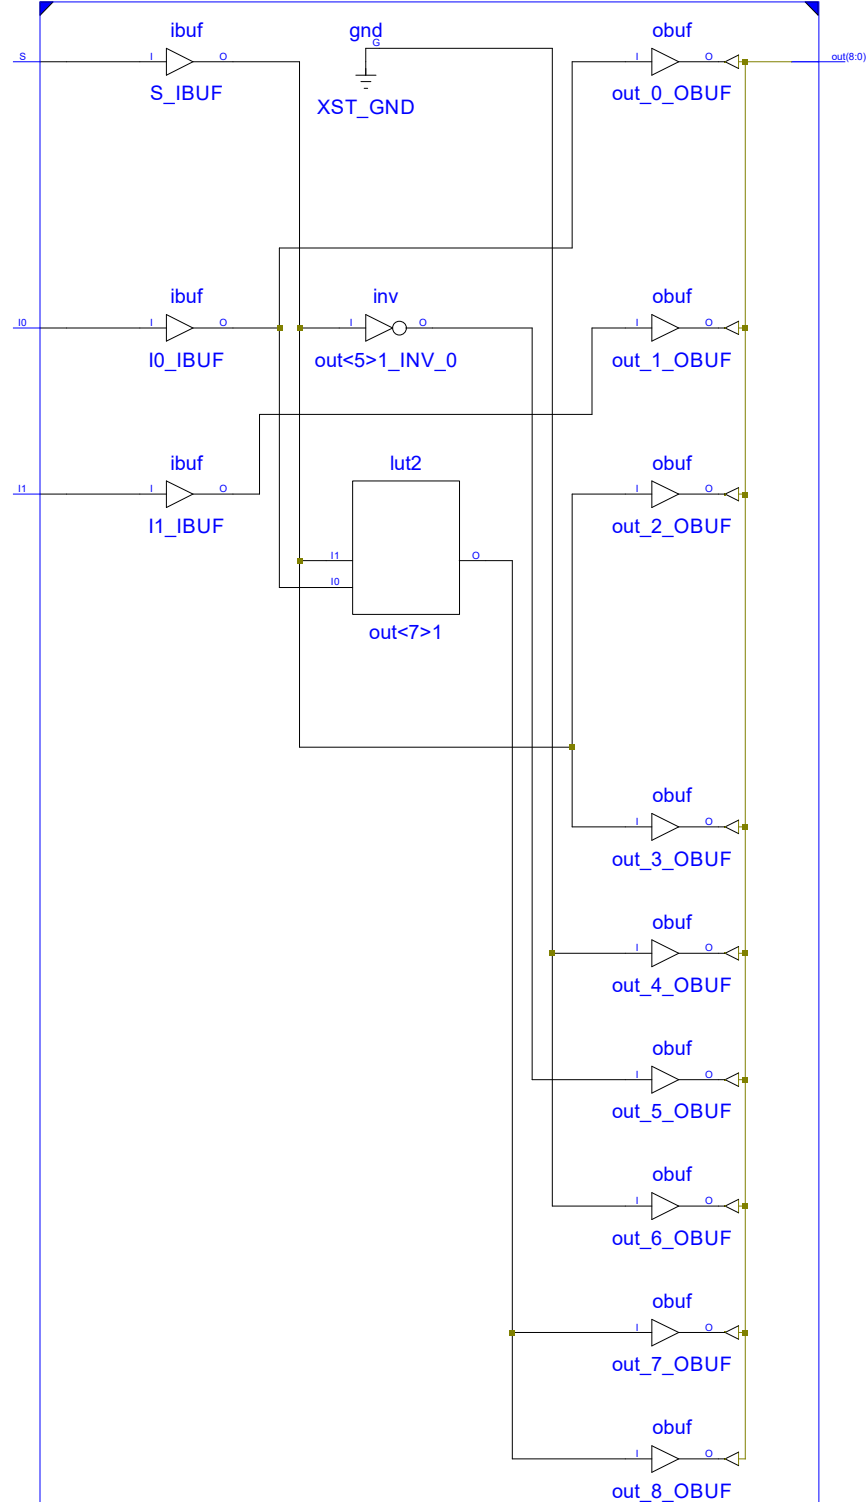 ibuf
gnd
obuf
S
I
O
G
I
O
out(8:0)
S_IBUF
XST_GND
out_0_OBUF
ibuf
inv
obuf
I0
I
O
I
O
I
O
I0_IBUF
out<5>1_INV_0
out_1_OBUF
ibuf
lut2
obuf
I1
I
O
I
O
I1_IBUF
out_2_OBUF
I1
O
I0
out<7>1
obuf
I
O
out_3_OBUF
obuf
I
O
out_4_OBUF
obuf
I
O
out_5_OBUF
obuf
I
O
out_6_OBUF
obuf
I
O
out_7_OBUF
obuf
I
O
out_8_OBUF